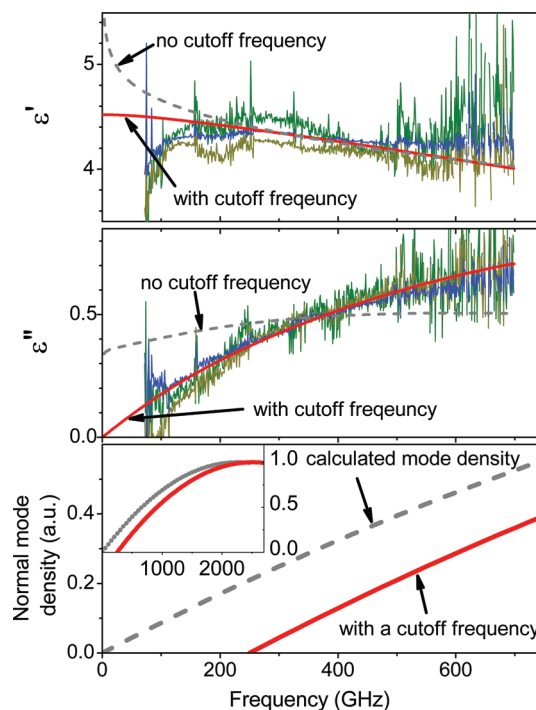 no cutoff frequency
5
4
ε'
with cutoff freqeuncy
no cutoff frequency
0.5
0.0
ε"
with cutoff freqeuncy
1.0
0.5
0.0
1000 2000
calculated mode density
0.4
0.2
0.0
Normal mode
density (a.u.)
with a cutoff frequency
0 200 400 600
Frequency (GHz)